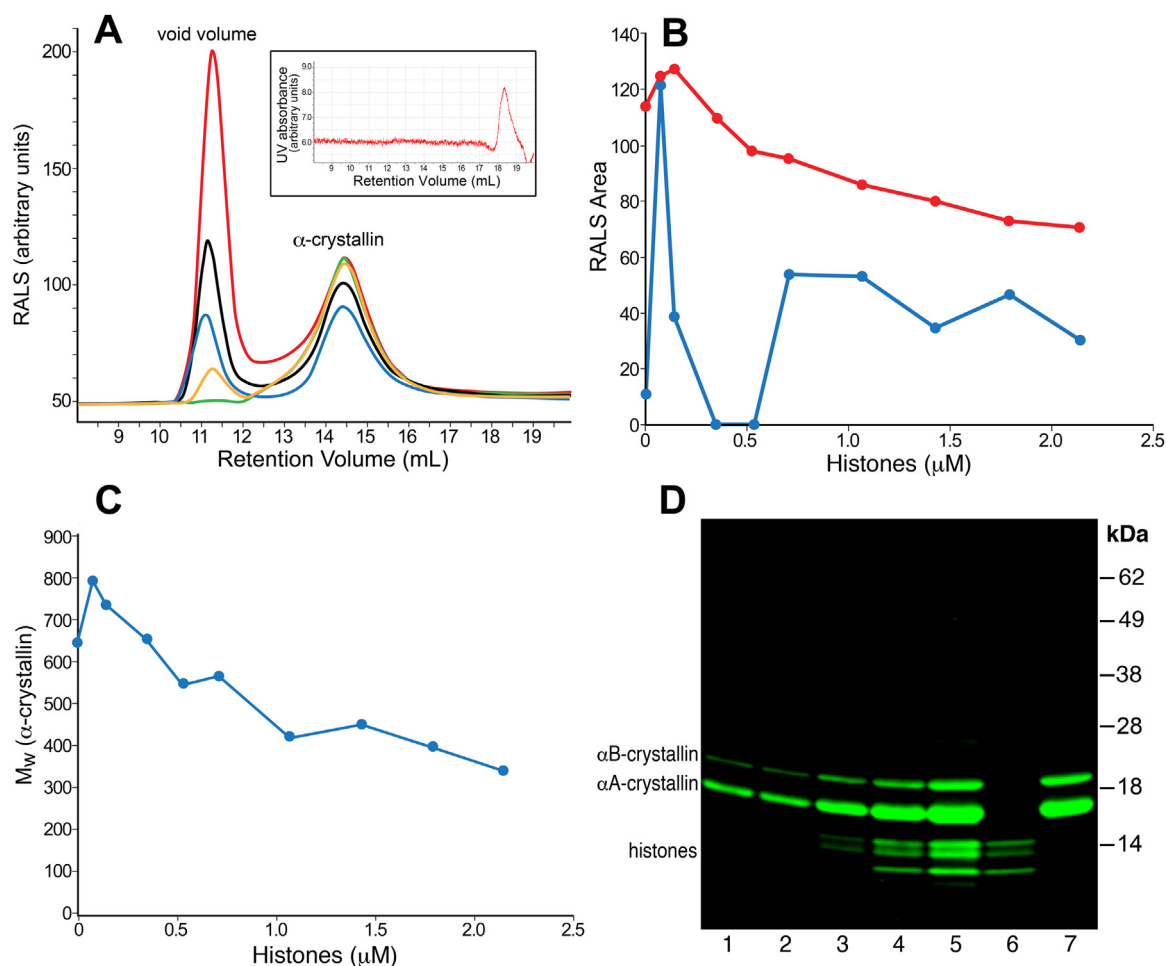 A
void volume
α-crystallin
RALS (arbitrary units)
200
150
100
50
9 10 11 12 13 14 15 16 17 18 19
Retention Volume (mL)
UV absorbance
(arbitrary units)
9.0
8.0
7.0
6.0
9 10 11 12 13 14 15 16 17 18 19
Retention Volume (mL)
B
RALS Area
140
120
100
80
60
40
20
0
0 0.5 1.0 1.5 2.0 2.5
Histones (μM)
C
Mw (α-crystallin)
900
800
700
600
500
400
300
200
100
0
0 0.5 1.0 1.5 2.0 2.5
Histones (μM)
D
kDa
62
49
38
28
18
14
αB-crystallin
αA-crystallin
histones
1 2 3 4 5 6 7